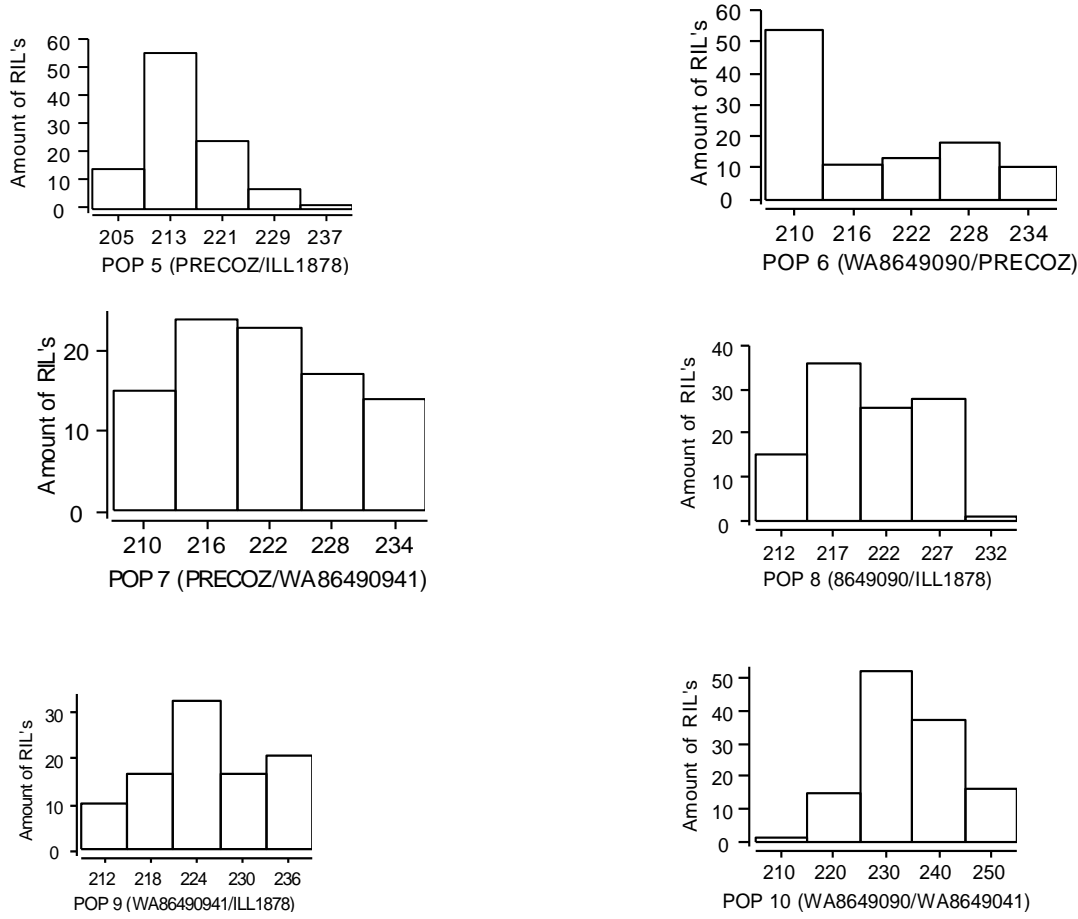 Amount of RIL's
60
50
40
30
20
10
0
205 213 221 229 237
POP 5 (PRECOZ/ILL1878)
Amount of RIL's
60
50
40
30
20
10
0
210 216 222 228 234
POP 6 (WA8649090/PRECOZ)
Amount of RIL's
20
10
0
210 216 222 228 234
POP 7 (PRECOZ/WA86490941)
Amount of RIL's
40
30
20
10
0
212 217 222 227 232
POP 8 (8649090/ILL1878)
Amount of RIL's
30
20
10
0
212 218 224 230 236
POP 9 (WA86490941/ILL1878)
Amount of RIL's
50
40
30
20
10
0
210 220 230 240 250
POP 10 (WA8649090/WA8649041)